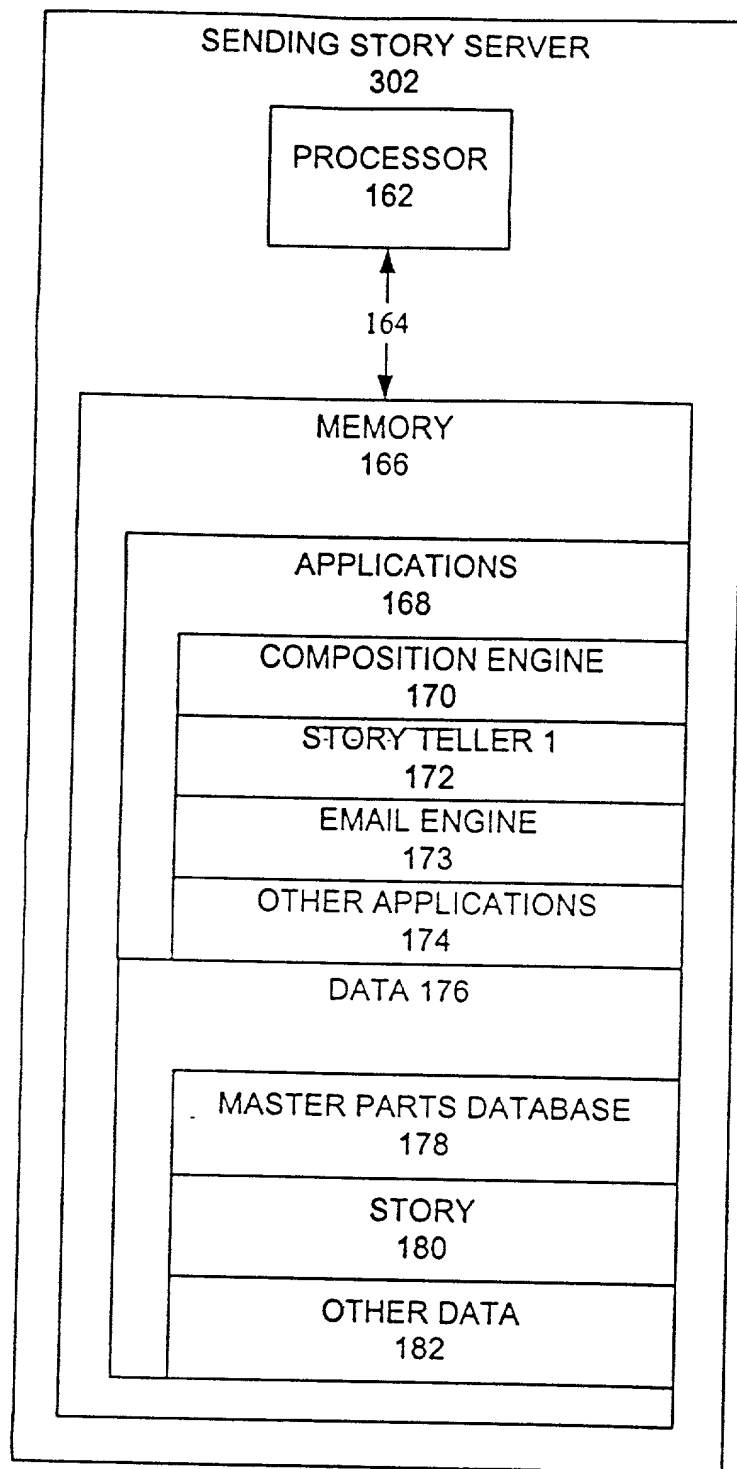 SENDING STORY SERVER
302
PROCESSOR
162
164
MEMORY
166
APPLICATIONS
168
COMPOSITION ENGINE
170
STORY TELLER 1
172
EMAIL ENGINE
173
OTHER APPLICATIONS
174
DATA 176
MASTER PARTS DATABASE
178
STORY
180
OTHER DATA
182